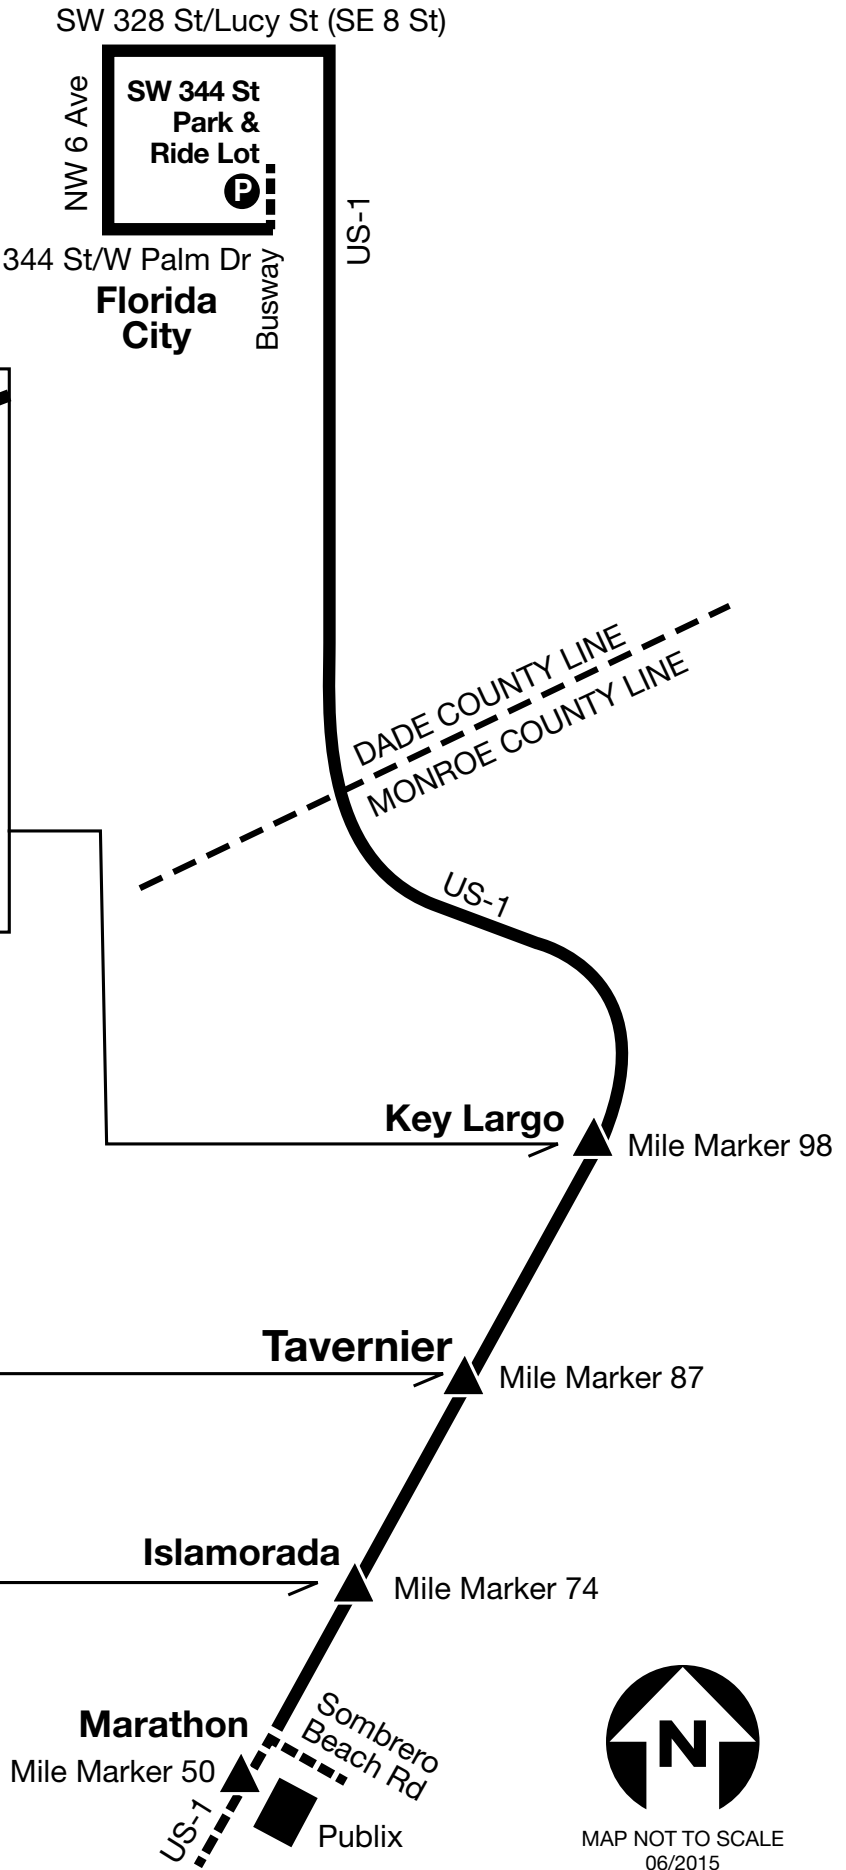 SW 328 St/Lucy St (SE 8 St)
NW 6 Ave
SW 344 St
Park &
Ride Lot
P
US-1
344 St/W Palm Dr
Busway
Florida
City
DADE COUNTY LINE
MONROE COUNTY LINE
US-1
Key Largo
Mile Marker 98
Tavernier
Mile Marker 87
Islamorada
Mile Marker 74
Marathon
Sombrero
Beach Rd
Mile Marker 50
US-1
Publix
N
MAP NOT TO SCALE
06/2015